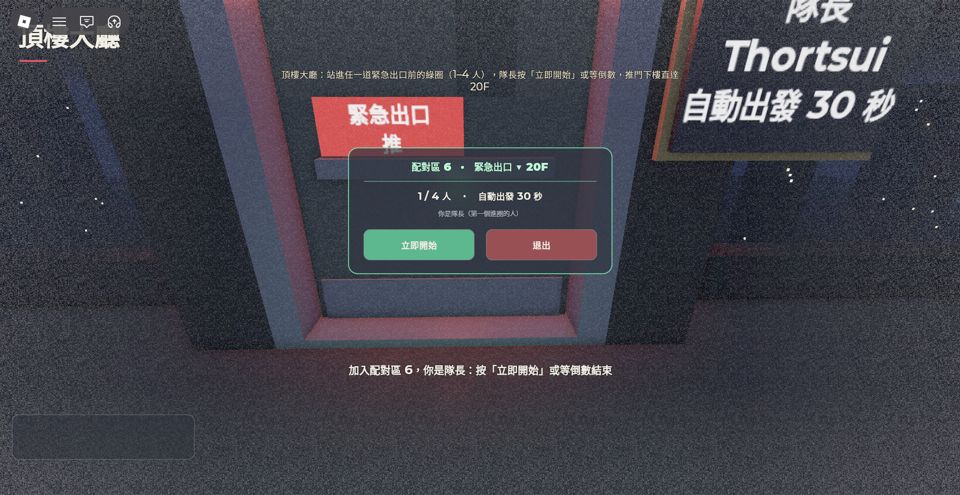 頂樓大廳
隊長
Thortsui
自動出發 30 秒
頂樓大廳：站進任一道緊急出口前的綠圈（1–4 人），隊長按「立即開始」或等倒數，推門下樓直達
20F
緊急出口
推
配對區 6 • 緊急出口 ▼ 20F
1 / 4 人 • 自動出發 30 秒
你是隊長（第一個進圈的人）
立即開始
退出
加入配對區 6，你是隊長：按「立即開始」或等倒數結束